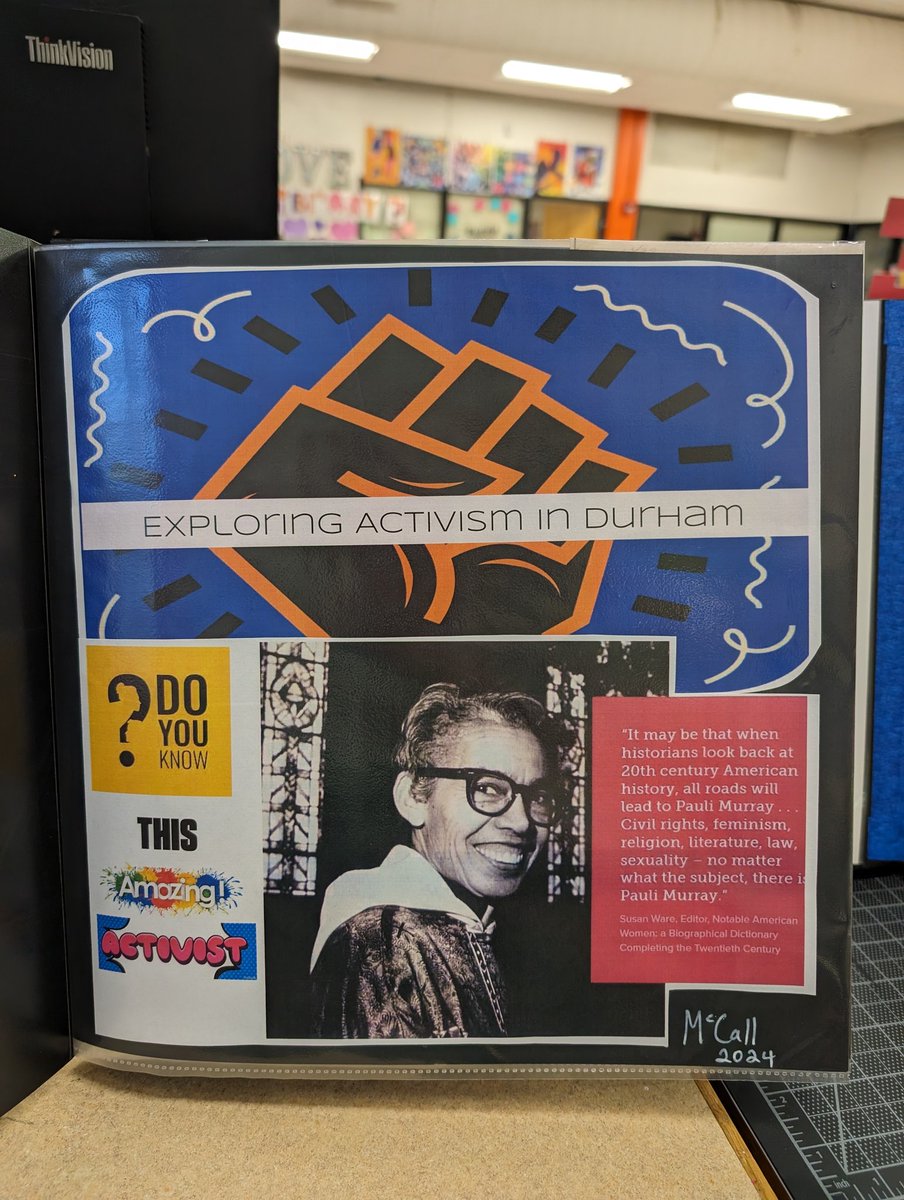 ThinkVision
OVE
EXPLORING ACTIVISM IN DURHAM
? DO
YOU
KNOW
THIS
Amazing!
ACTIVIST
“It may be that when
historians look back at
20th century American
history, all roads will
lead to Pauli Murray . . .
Civil rights, feminism,
religion, literature, law,
sexuality – no matter
what the subject, there is
Pauli Murray.”
Susan Ware, Editor, Notable American
Women: a Biographical Dictionary
Completing the Twentieth Century
McCall
2024
inch